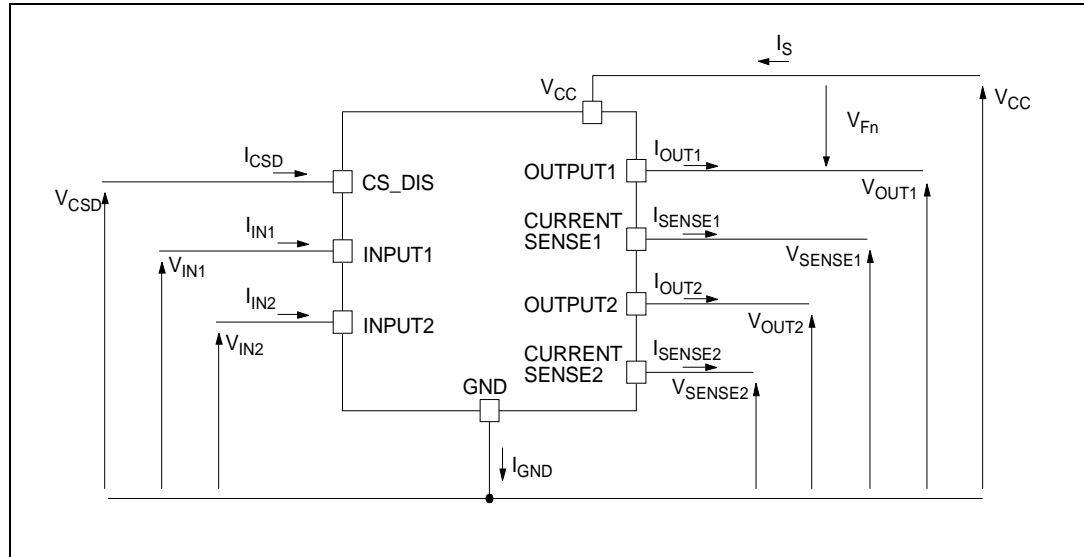 I_S
V_CC
V_CC
V_Fn
I_CSD
CS_DIS
V_CSD
I_IN1
INPUT1
V_IN1
I_IN2
INPUT2
V_IN2
OUTPUT1
I_OUT1
V_OUT1
CURRENT
SENSE1
I_SENSE1
V_SENSE1
OUTPUT2
I_OUT2
V_OUT2
CURRENT
SENSE2
I_SENSE2
V_SENSE2
GND
I_GND